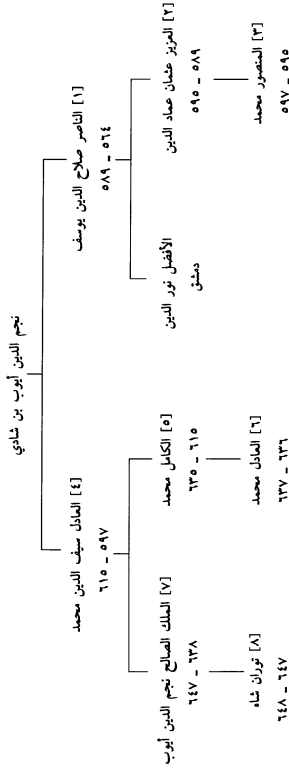 نجم الدين أيوب بن شادي
[١] الناصر صلاح الدين يوسف
٥٦٤ - ٥٨٩
[٤] العادل سيف الدين محمد
٥٩٧ - ٦١٥
[٢] العزيز عثمان عماد الدين
٥٨٩ - ٥٩٥
الأفضل نور الدين
دمشق
[٥] الكامل محمد
٦١٥ - ٦٣٥
[٧] الملك الصالح نجم الدين أيوب
٦٣٨ - ٦٤٧
[٣] المنصور محمد
٥٩٥ - ٥٩٧
[٦] العادل محمد
٦٣٦ - ٦٣٧
[٨] توران شاه
٦٤٧ - ٦٤٨